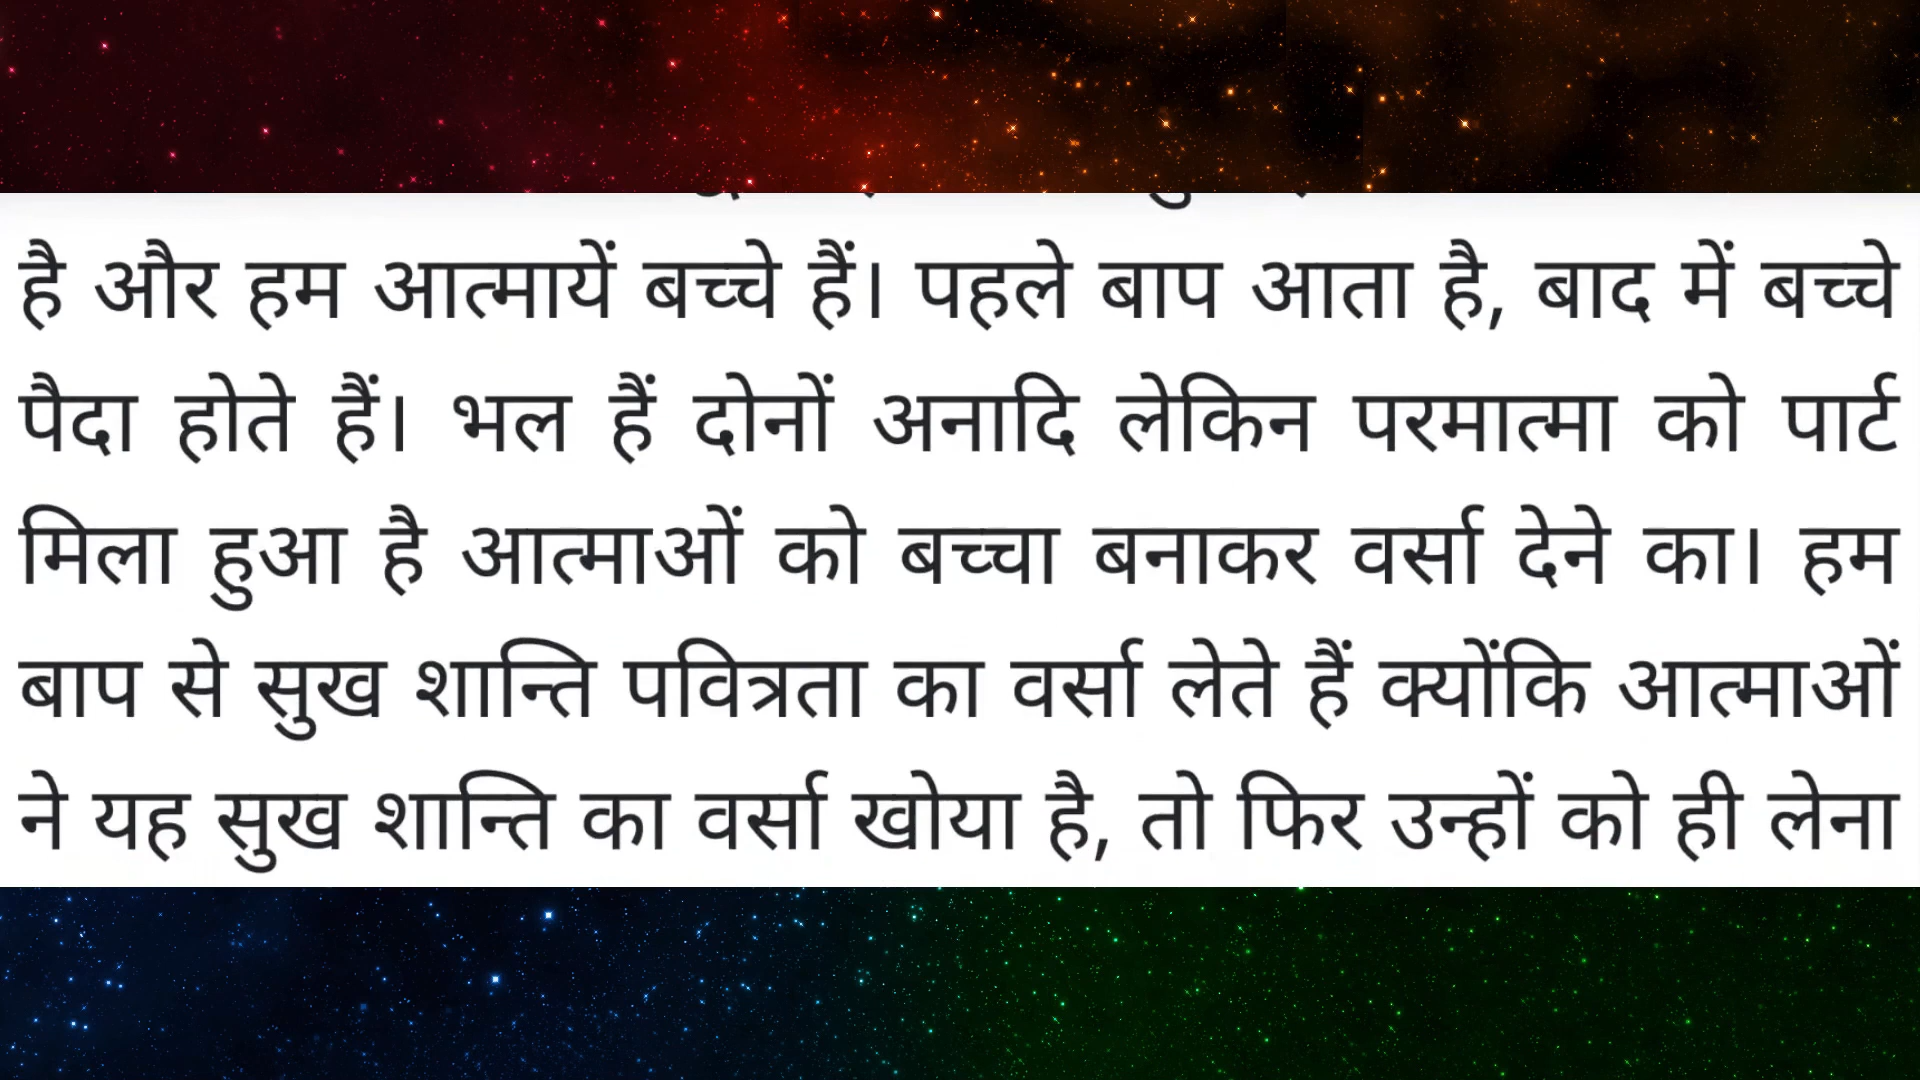 है और हम आत्मायें बच्चे हैं। पहले बाप आता है, बाद में बच्चे
पैदा होते हैं। भल हैं दोनों अनादि लेकिन परमात्मा को पार्ट
मिला हुआ है आत्माओं को बच्चा बनाकर वर्सा देने का। हम
बाप से सुख शान्ति पवित्रता का वर्सा लेते हैं क्योंकि आत्माओं
ने यह सुख शान्ति का वर्सा खोया है, तो फिर उन्हों को ही लेना